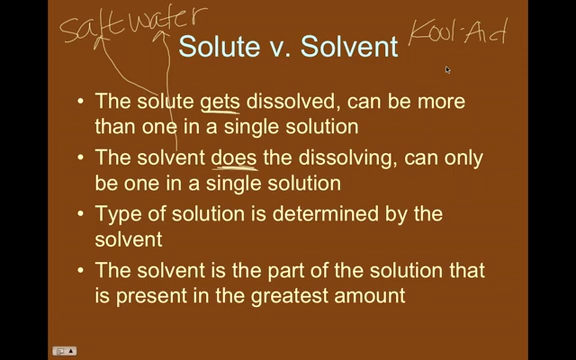 saltwater
Kool-Aid
Solute v. Solvent
• The solute gets dissolved, can be more
than one in a single solution
• The solvent does the dissolving, can only
be one in a single solution
• Type of solution is determined by the
solvent
• The solvent is the part of the solution that
is present in the greatest amount